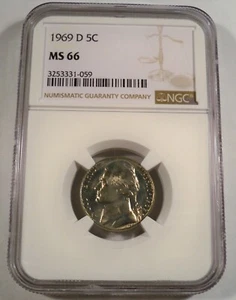 1969 D 5C
MS 66
3253331-059
NUMISMATIC GUARANTY COMPANY
NGC